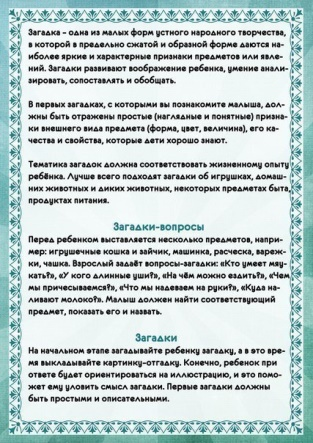 Загадка – одна из малых форм устного народного творчества,
в которой в предельно сжатой и образной форме даются наи-
более яркие и характерные признаки предметов или явле-
ний. Загадки развивают воображение ребенка, умение анали-
зировать, сопоставлять и обобщать.
В первых загадках, с которыми вы познакомите малыша, дол-
жны быть отражены простые (наглядные и понятные) призна-
ки внешнего вида предмета (форма, цвет, величина), его ка-
чества и свойства, которые дети хорошо знают.
Тематика загадок должна соответствовать жизненному опыту
ребёнка. Лучше всего подходят загадки об игрушках, домаш-
них животных и диких животных, некоторых предметах быта,
продуктах питания.
Загадки-вопросы
Перед ребенком выставляется несколько предметов, напри-
мер: игрушечные кошка и зайчик, машинка, расческа, вареж-
ки, чашка. Взрослый задаёт вопросы-загадки: «Кто умеет мяу-
кать?», «У кого длинные уши?», «На чём можно ездить?», «Чем
мы причесываемся?», «Что мы надеваем на руки?», «Куда на-
ливают молоко?». Малыш должен найти соответствующий
предмет, показать его и назвать.
Загадки
На начальном этапе загадывайте ребенку загадку, а в это вре-
мя выкладывайте картинку-отгадку. Конечно, ребенок при
ответе будет ориентироваться на иллюстрацию, и это помо-
жет ему уловить смысл загадки. Первые загадки должны
быть простыми и описательными.